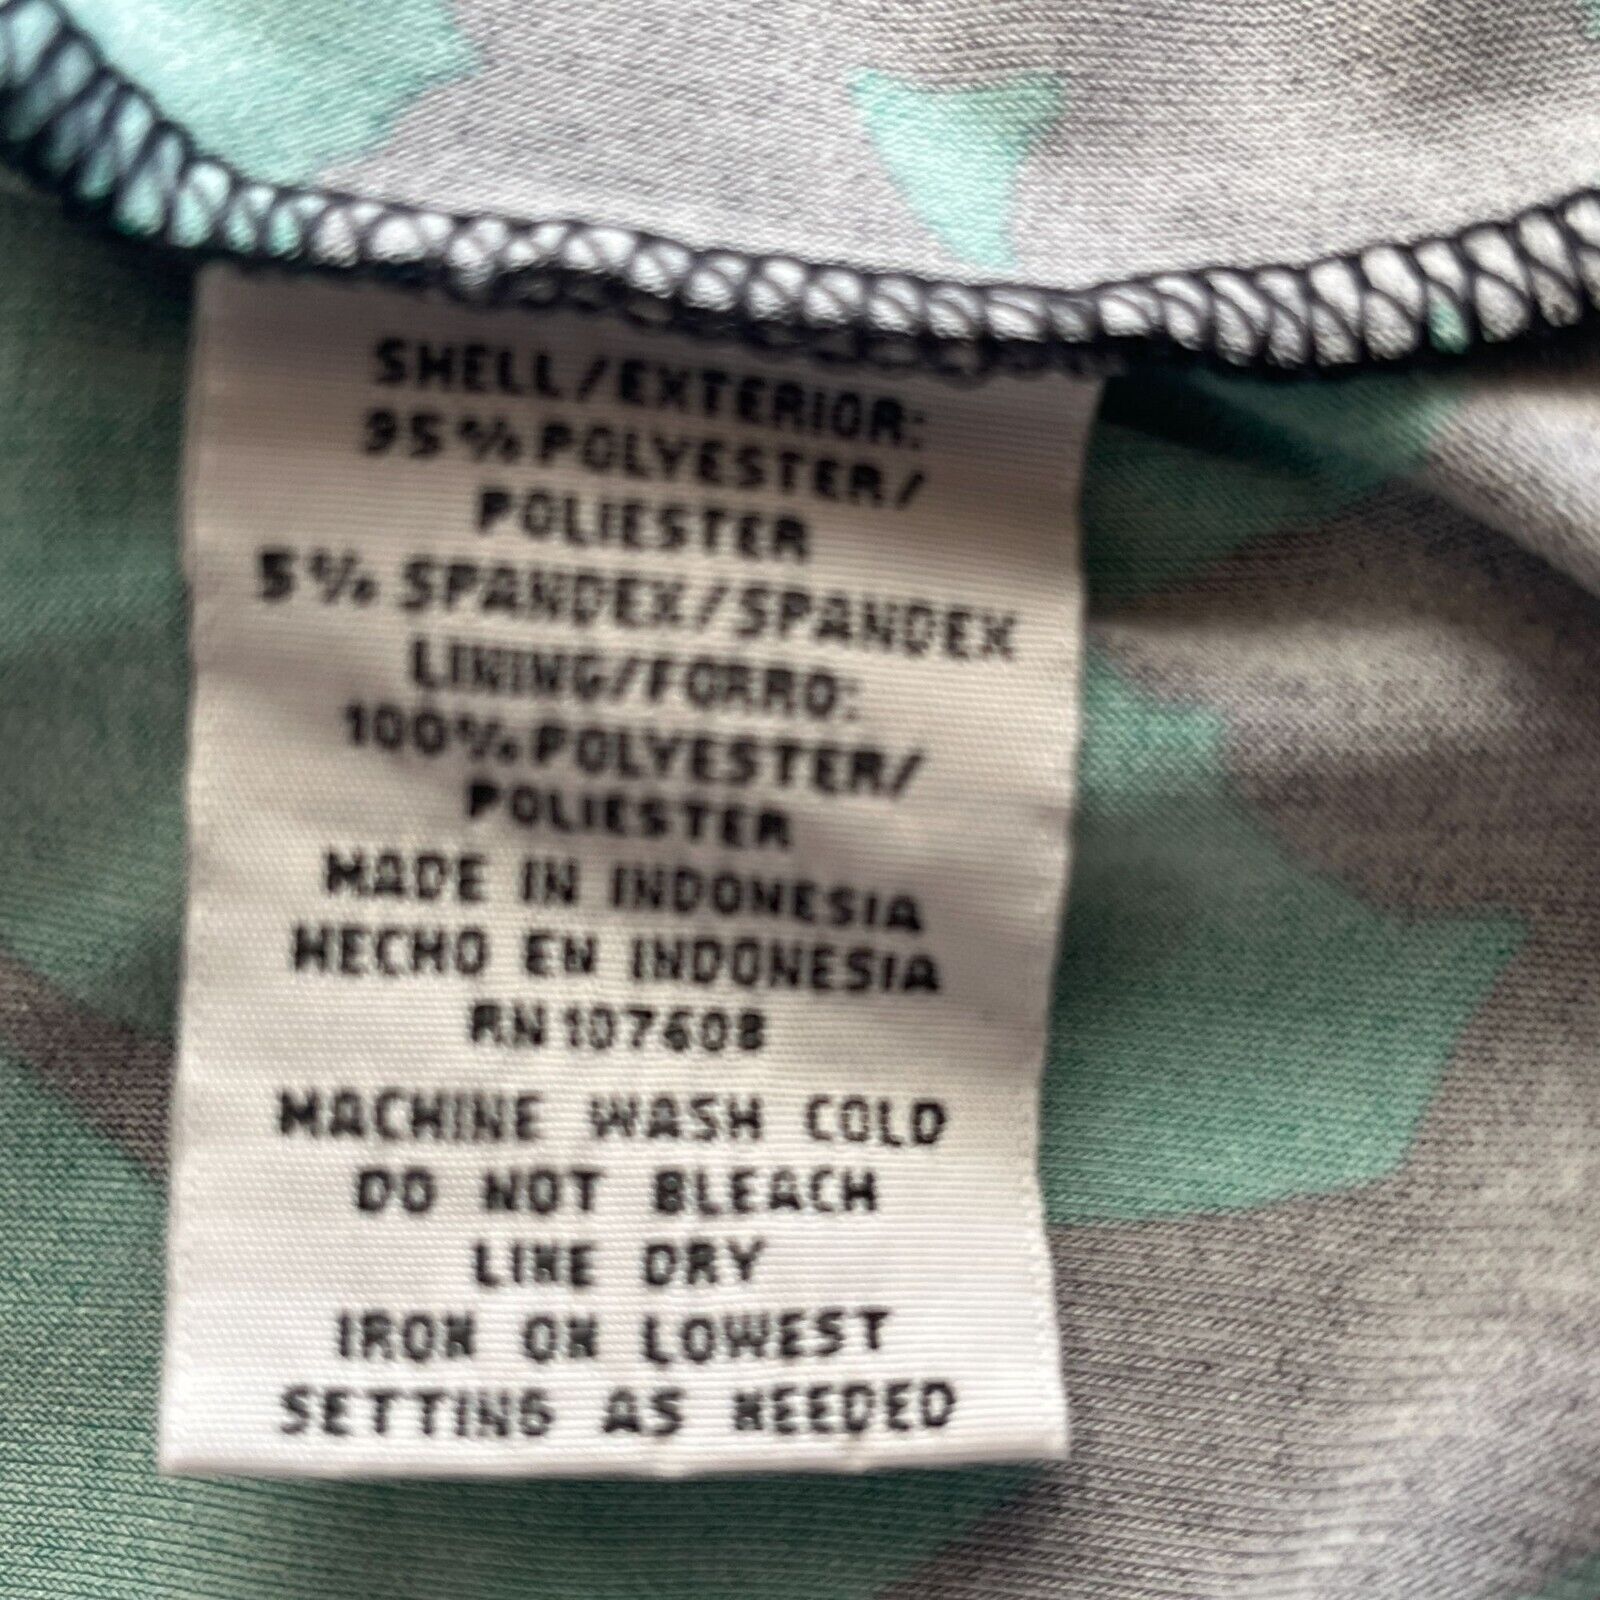 SHELL/EXTERIOR:
95% POLYESTER/
POLIESTER
5% SPANDEX/SPANDEX
LINING/FORRO:
100% POLYESTER/
POLIESTER
MADE IN INDONESIA
HECHO EN INDONESIA
RN 107608
MACHINE WASH COLD
DO NOT BLEACH
LINE DRY
IRON ON LOWEST
SETTING AS NEEDED